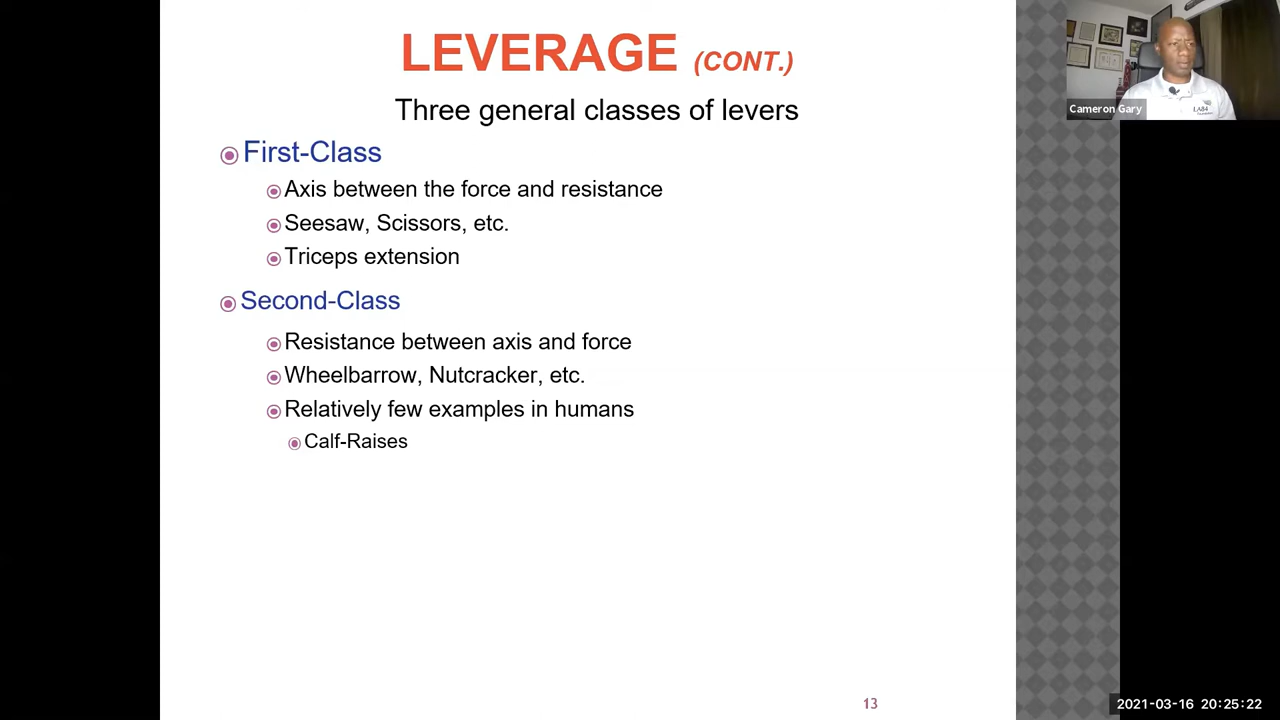 LEVERAGE (CONT.)
Three general classes of levers
First-Class
Axis between the force and resistance
Seesaw, Scissors, etc.
Triceps extension
Second-Class
Resistance between axis and force
Wheelbarrow, Nutcracker, etc.
Relatively few examples in humans
Calf-Raises
13
Cameron Gary
LA84
2021-03-16 20:25:22